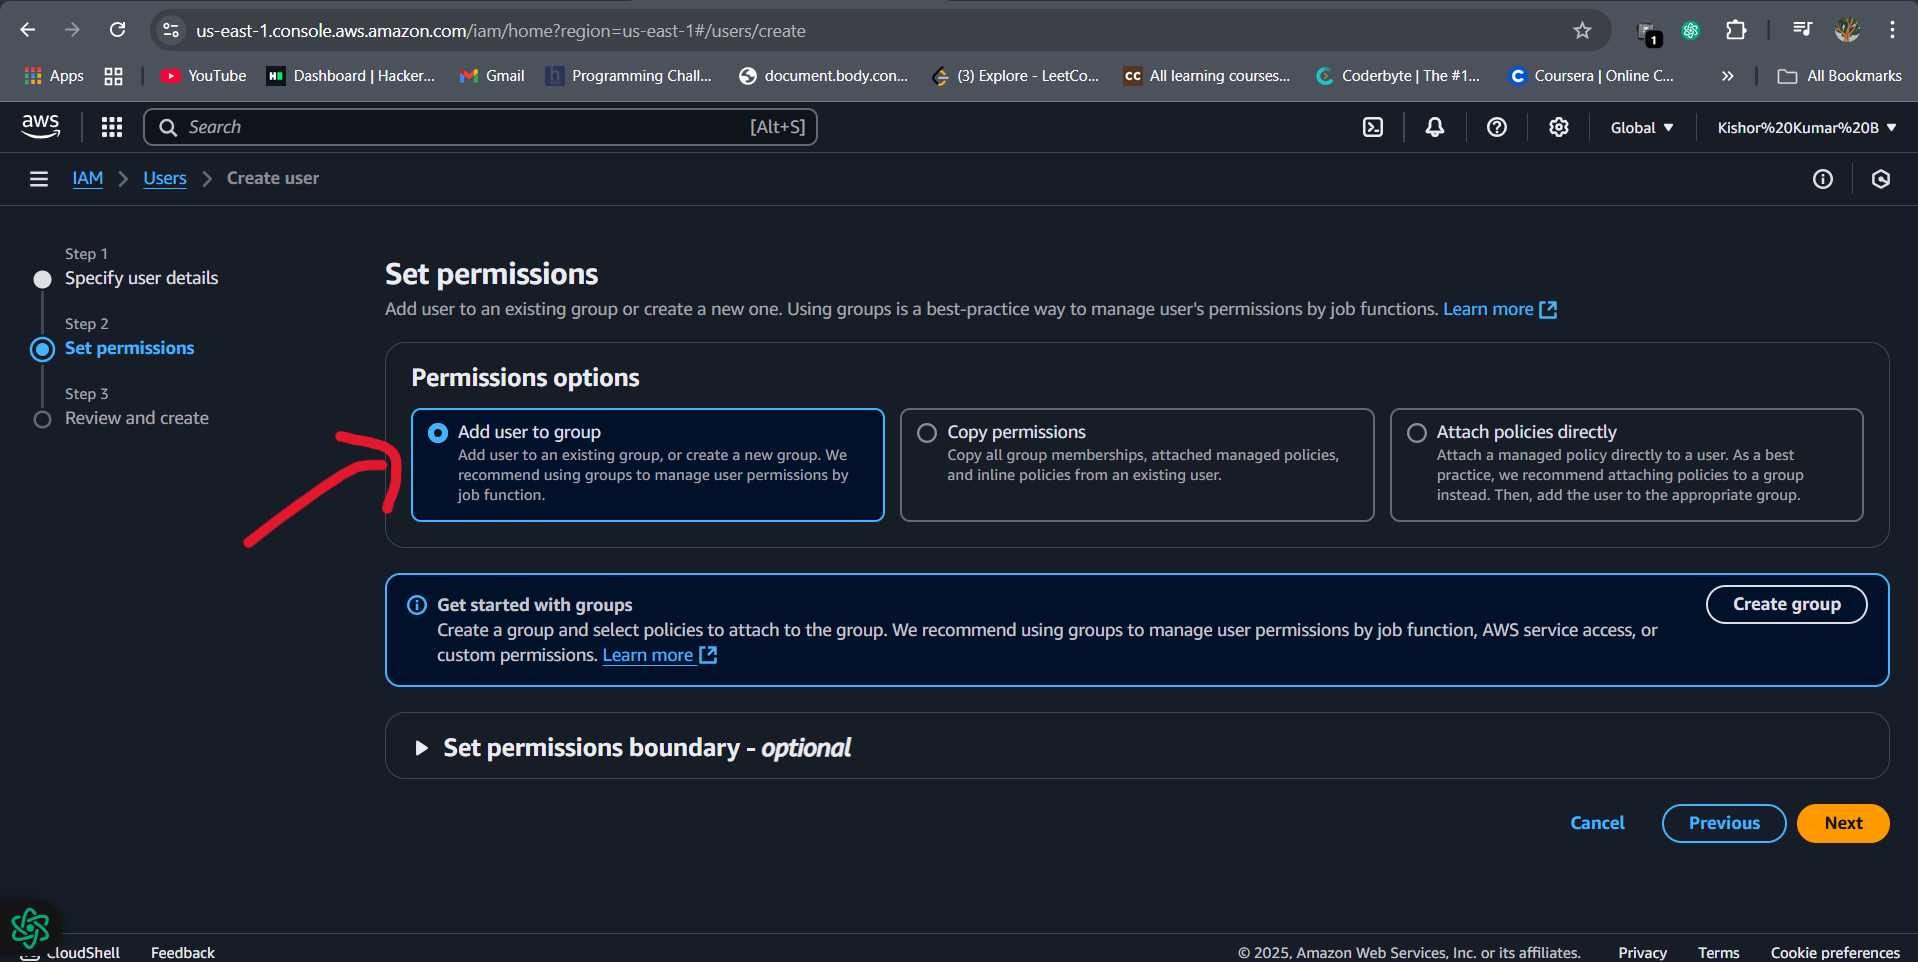 us-east-1.console.aws.amazon.com/iam/home?region=us-east-1#/users/create
1
Apps
YouTube
Dashboard | Hacker...
Gmail
Programming Chall...
document.body.con...
(3) Explore - LeetCo...
All learning courses...
Coderbyte | The #1...
Coursera | Online C...
All Bookmarks
aws
Search
[Alt+S]
Global
Kishor%20Kumar%20B
IAM
Users
Create user
Step 1
Specify user details
Step 2
Set permissions
Step 3
Review and create
Set permissions
Add user to an existing group or create a new one. Using groups is a best-practice way to manage user's permissions by job functions. Learn more
Permissions options
Add user to group
Add user to an existing group, or create a new group. We
recommend using groups to manage user permissions by
job function.
Copy permissions
Copy all group memberships, attached managed policies,
and inline policies from an existing user.
Attach policies directly
Attach a managed policy directly to a user. As a best
practice, we recommend attaching policies to a group
instead. Then, add the user to the appropriate group.
Get started with groups
Create a group and select policies to attach to the group. We recommend using groups to manage user permissions by job function, AWS service access, or
custom permissions. Learn more
Create group
Set permissions boundary - optional
Cancel
Previous
Next
CloudShell
Feedback
© 2025, Amazon Web Services, Inc. or its affiliates.
Privacy
Terms
Cookie preferences